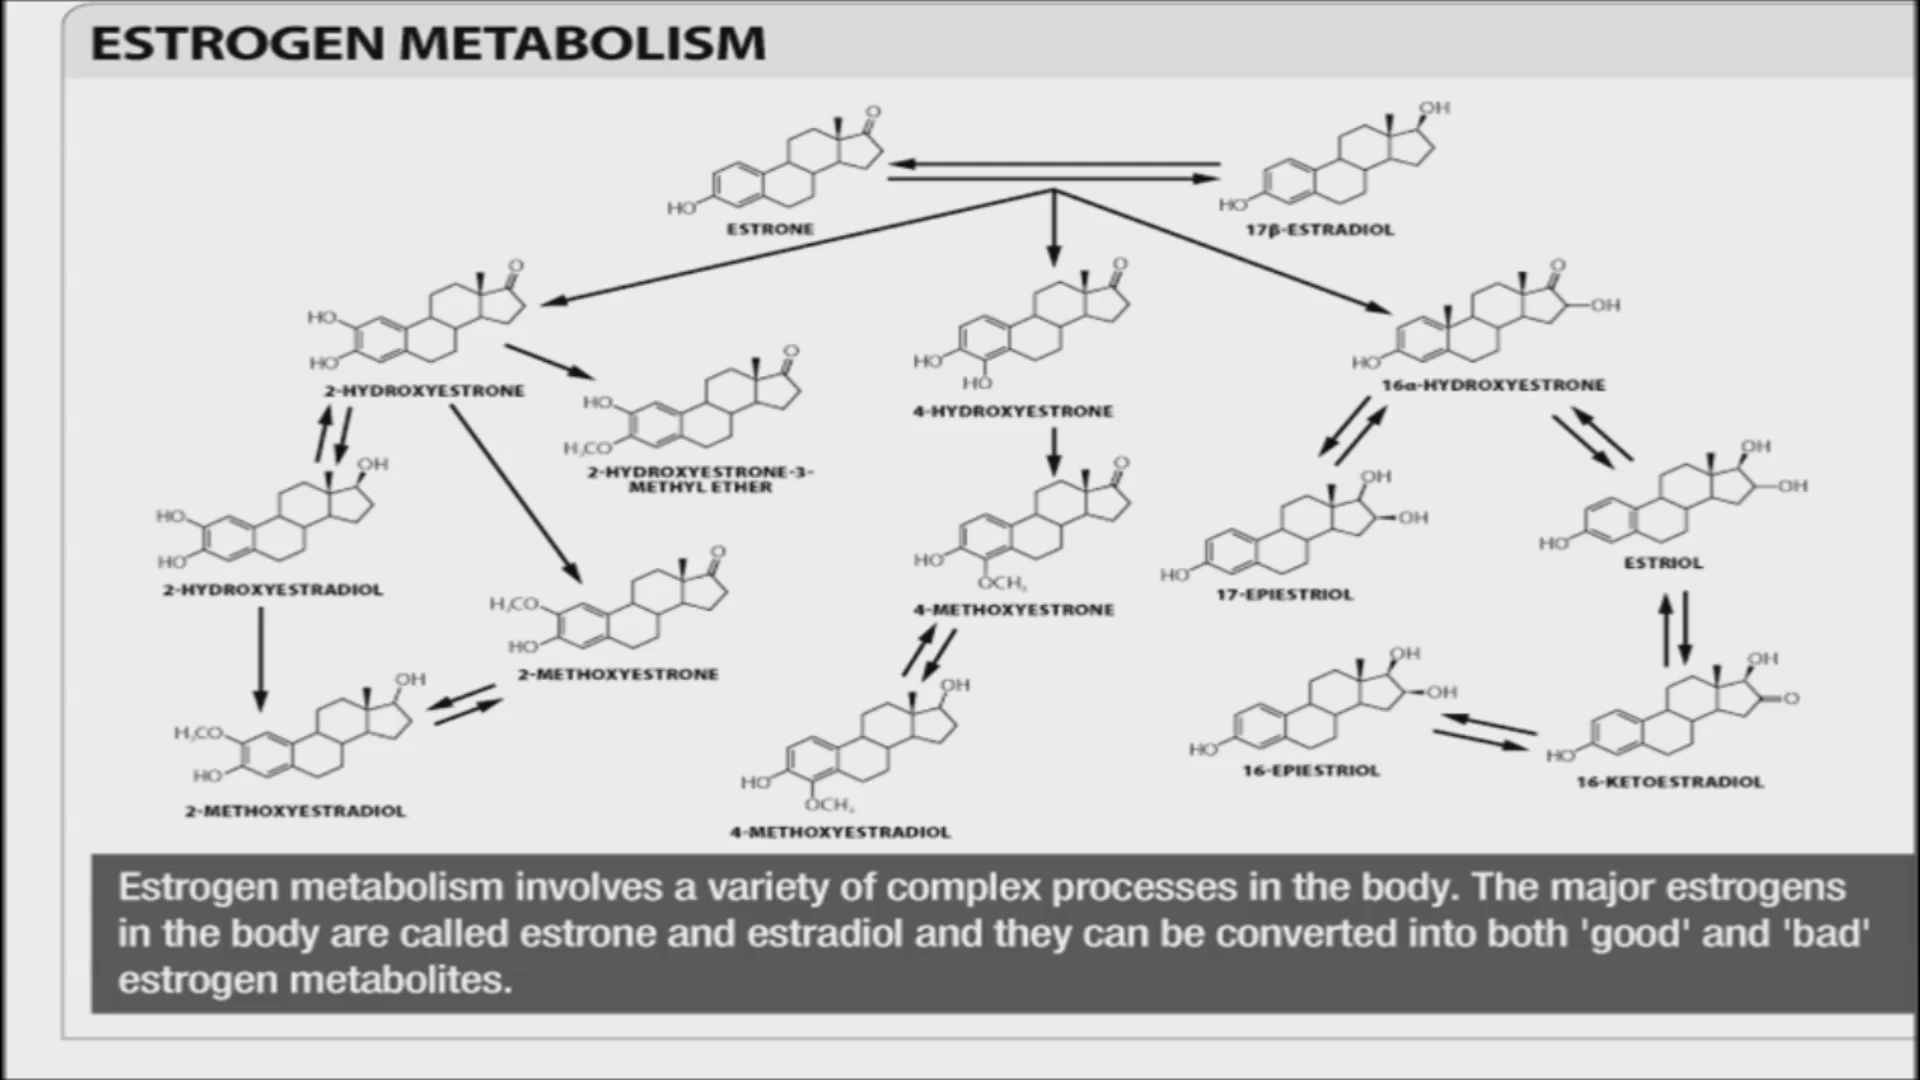 ESTROGEN METABOLISM
O
HO
ESTRONE
OH
HO
17β-ESTRADIOL
O
HO
HO
2-HYDROXYESTRONE
O
HO
H₃CO
2-HYDROXYESTRONE-3-
METHYL ETHER
O
HO
HO
4-HYDROXYESTRONE
O
OH
HO
16α-HYDROXYESTRONE
OH
HO
HO
2-HYDROXYESTRADIOL
O
H₃CO
HO
2-METHOXYESTRONE
O
HO
OCH₃
4-METHOXYESTRONE
OH
OH
HO
17-EPIESTRIOL
OH
OH
HO
ESTRIOL
OH
H₃CO
HO
2-METHOXYESTRADIOL
OH
HO
OCH₃
4-METHOXYESTRADIOL
OH
OH
HO
16-EPIESTRIOL
OH
O
HO
16-KETOESTRADIOL
Estrogen metabolism involves a variety of complex processes in the body. The major estrogens
in the body are called estrone and estradiol and they can be converted into both 'good' and 'bad'
estrogen metabolites.